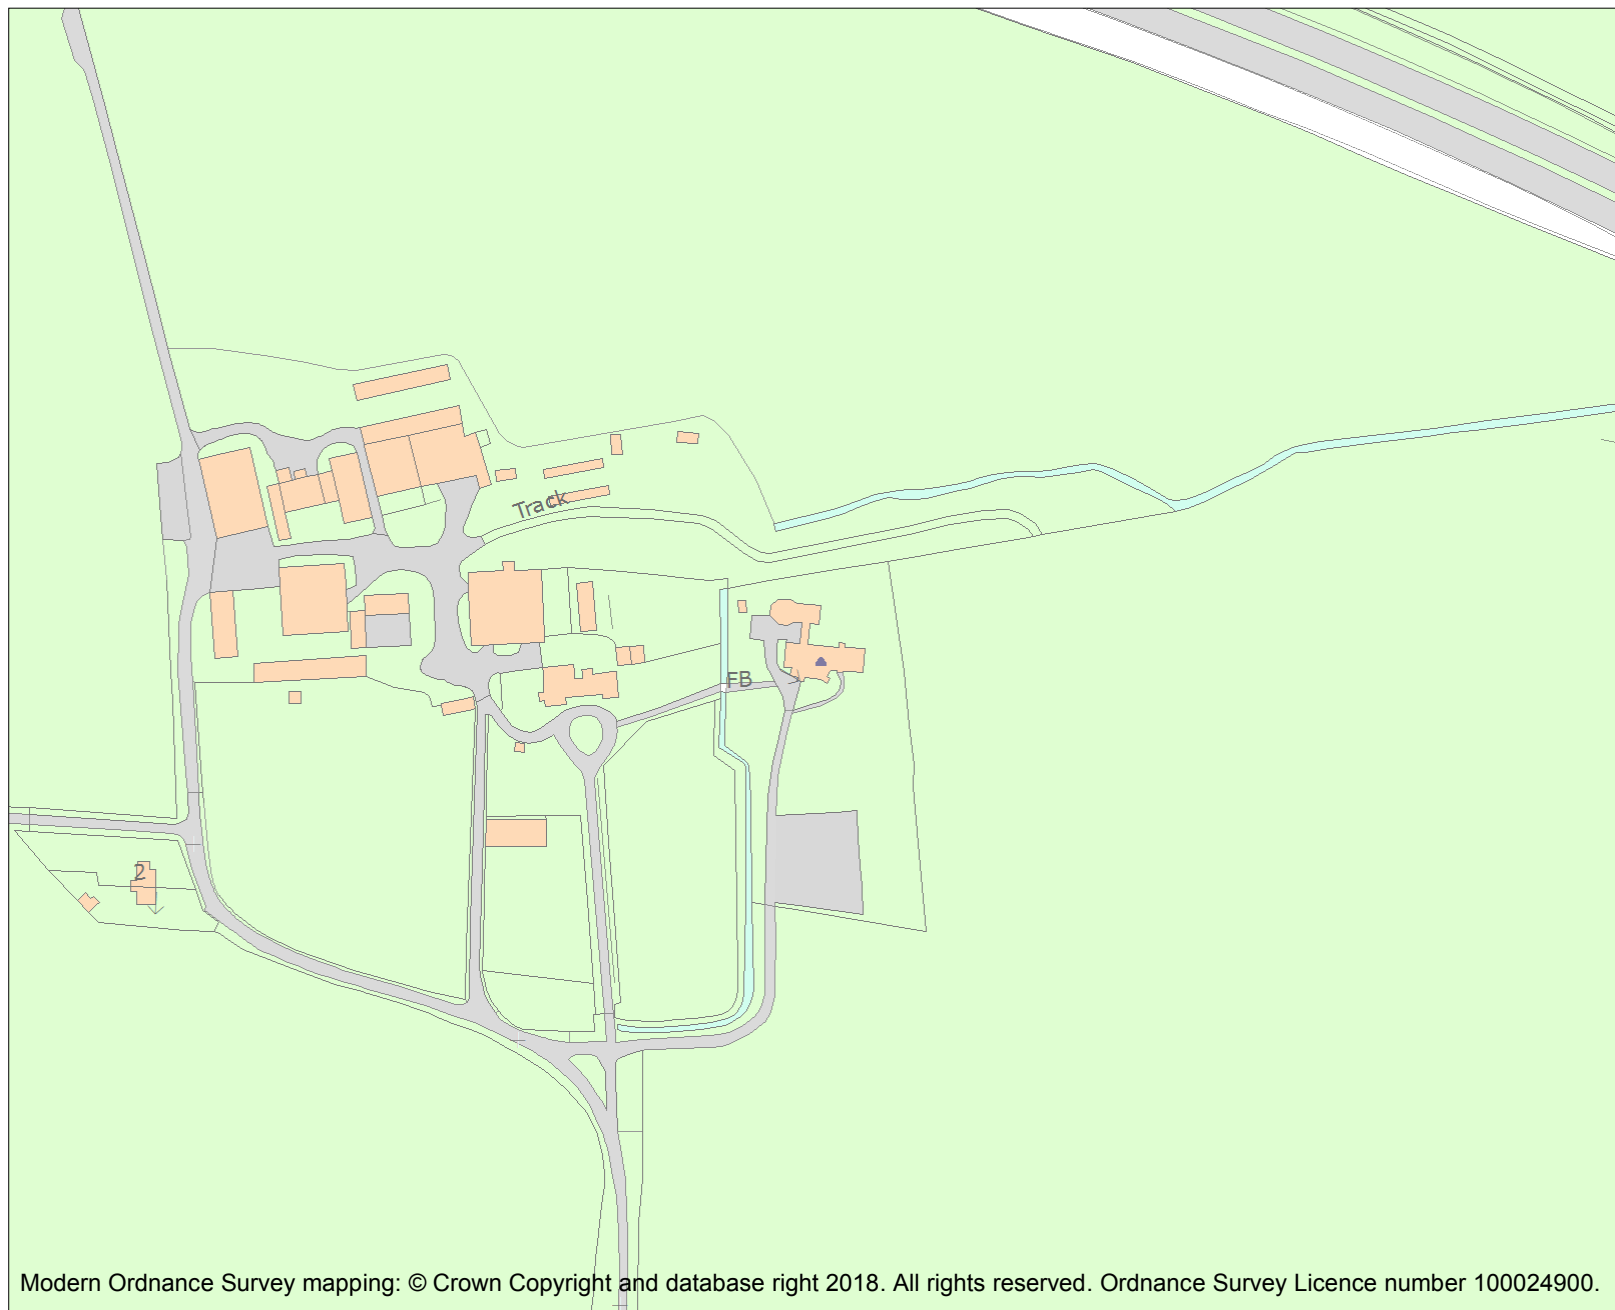 Track
FB
2
Modern Ordnance Survey mapping: © Crown Copyright and database right 2018. All rights reserved. Ordnance Survey Licence number 100024900.